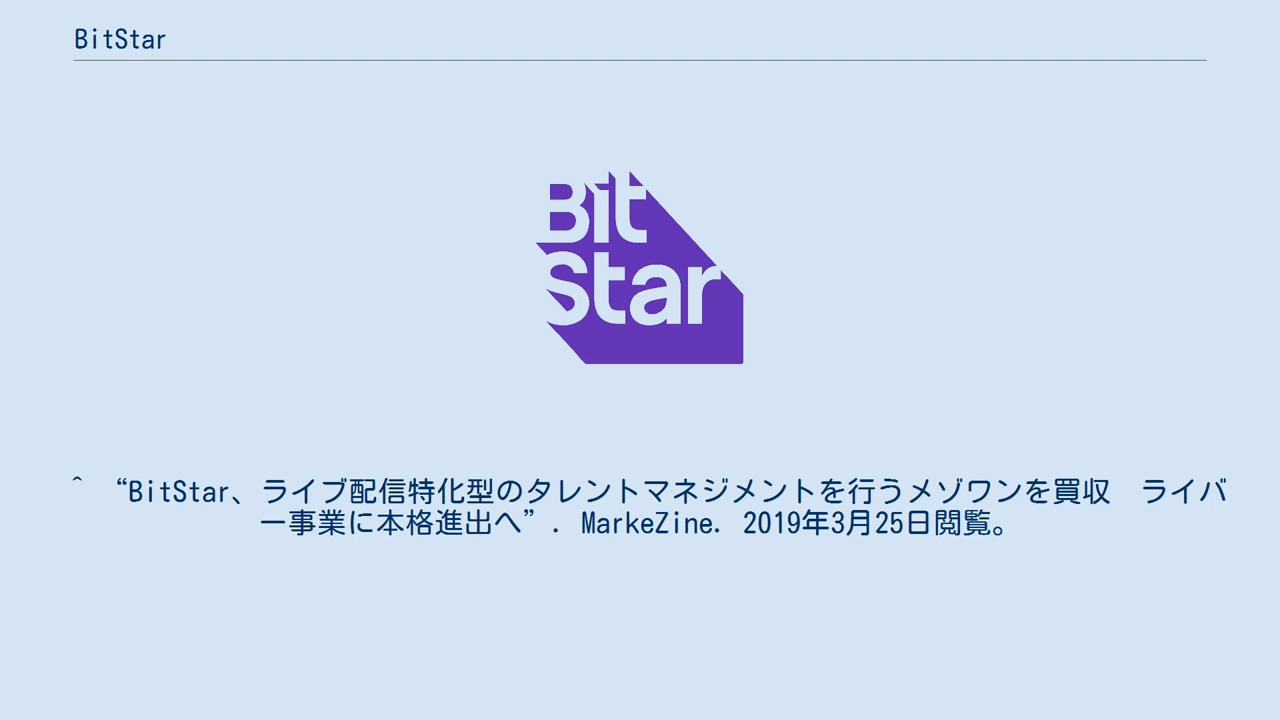 BitStar
Bit
Star
^ “BitStar、ライブ配信特化型のタレントマネジメントを行うメゾワンを買収　ライバ
ー事業に本格進出へ”. MarkeZine. 2019年3月25日閲覧。